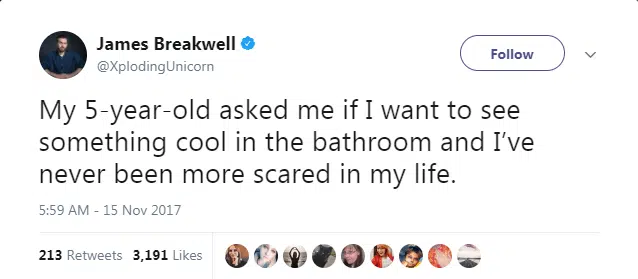 James Breakwell
@XplodingUnicorn
Follow
My 5-year-old asked me if I want to see
something cool in the bathroom and I’ve
never been more scared in my life.
5:59 AM - 15 Nov 2017
213 Retweets 3,191 Likes